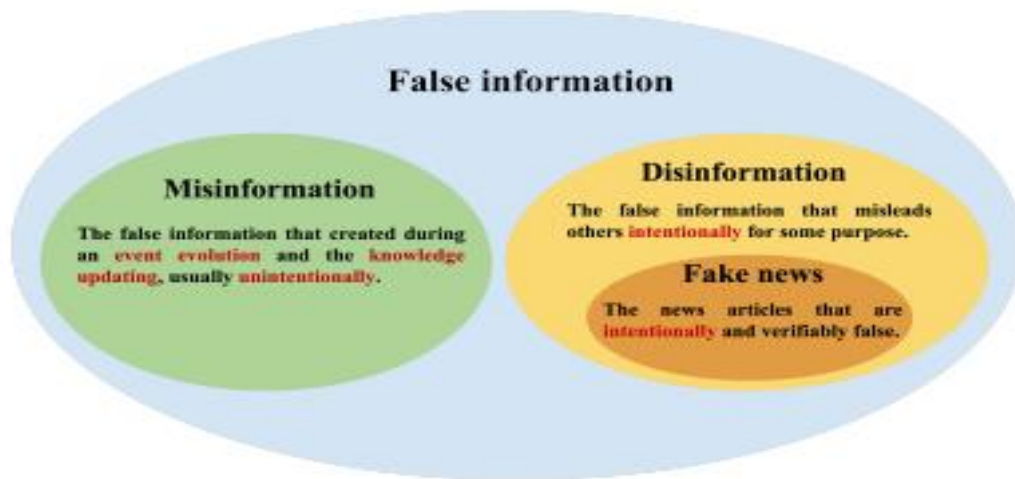 False information
Misinformation
The false information that created during
an event evolution and the knowledge
updating, usually unintentionally.
Disinformation
The false information that misleads
others intentionally for some purpose.
Fake news
The news articles that are
intentionally and verifiably false.